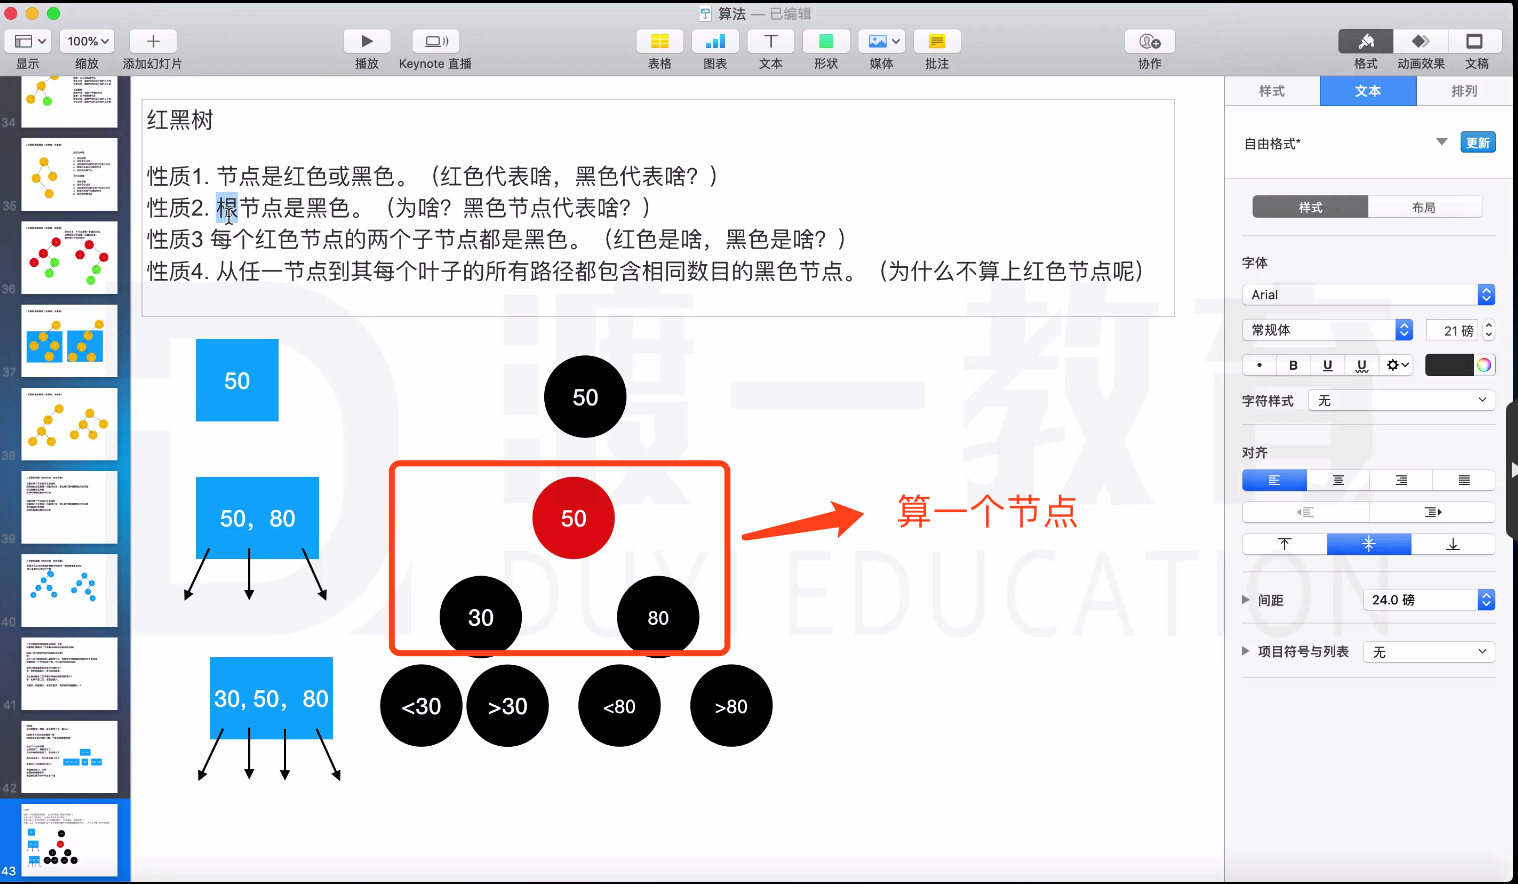 算法 — 已编辑
100%
显示
缩放
添加幻灯片
播放
Keynote 直播
表格
图表
文本
形状
媒体
批注
协作
格式
动画效果
文稿
样式
文本
排列
34
35
36
37
38
39
40
41
42
43
红黑树
性质1. 节点是红色或黑色。（红色代表啥，黑色代表啥？）
性质2. 根节点是黑色。（为啥？黑色节点代表啥？）
性质3 每个红色节点的两个子节点都是黑色。（红色是啥，黑色是啥？）
性质4. 从任一节点到其每个叶子的所有路径都包含相同数目的黑色节点。（为什么不算上红色节点呢）
50
50
50，80
50
算一个节点
30
80
30, 50，80
<30
>30
<80
>80
渡一教育
DUYI EDUCATION
自由格式*
更新
样式
布局
字体
Arial
常规体
21 磅
B
U
U
字符样式
无
对齐
间距
24.0 磅
项目符号与列表
无